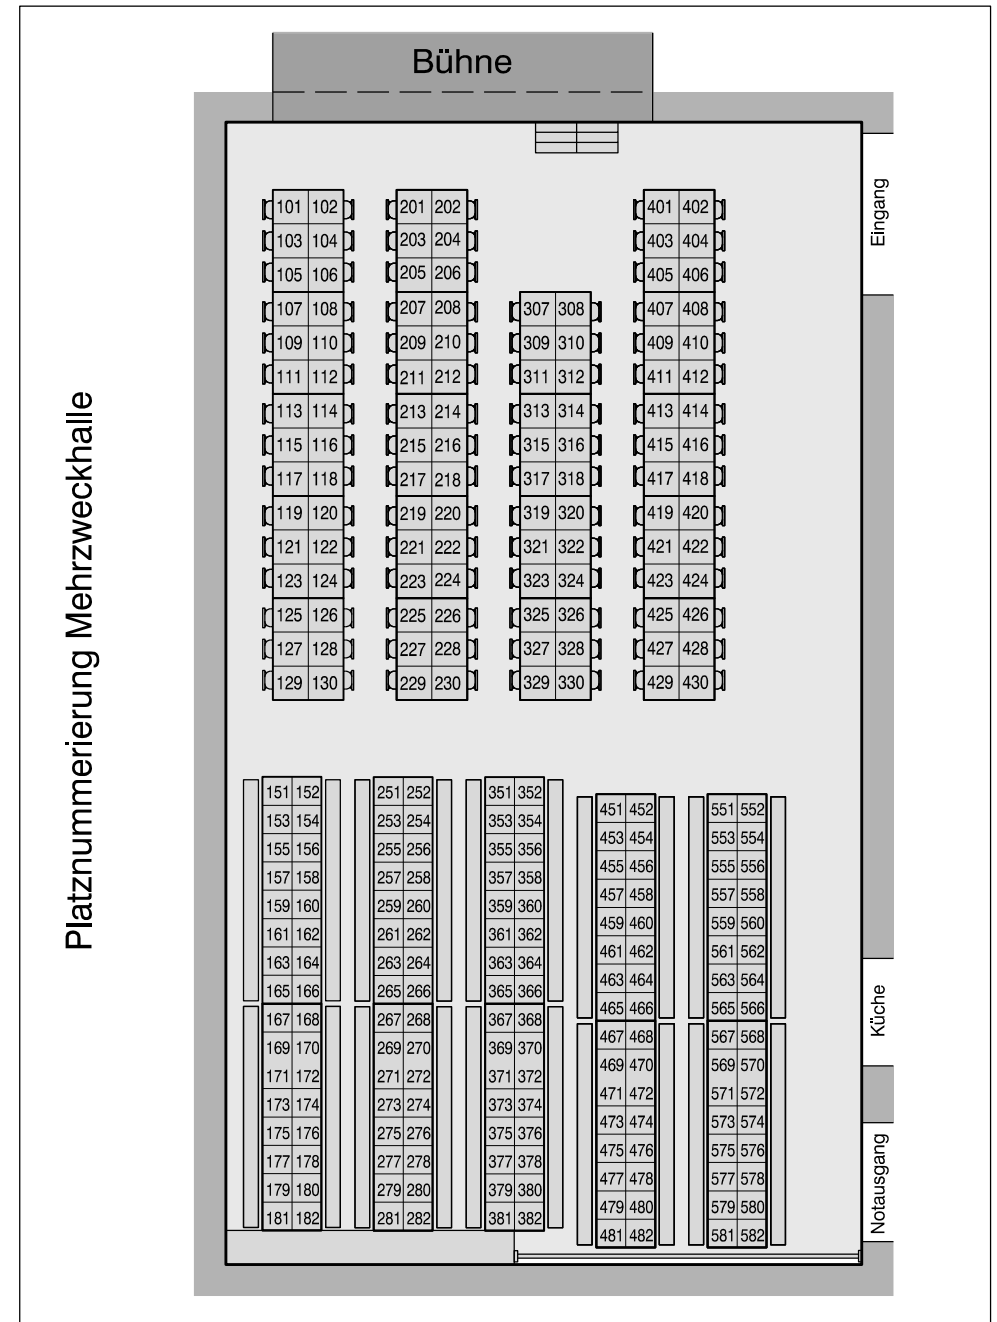 Bühne
Platznummerierung Mehrzweckhalle
Eingang
101 102 201 202 401 402
103 104 203 204 403 404
105 106 205 206 405 406
107 108 207 208 307 308 407 408
109 110 209 210 309 310 409 410
111 112 211 212 311 312 411 412
113 114 213 214 313 314 413 414
115 116 215 216 315 316 415 416
117 118 217 218 317 318 417 418
119 120 219 220 319 320 419 420
121 122 221 222 321 322 421 422
123 124 223 224 323 324 423 424
125 126 225 226 325 326 425 426
127 128 227 228 327 328 427 428
129 130 229 230 329 330 429 430
151 152 251 252 351 352 451 452 551 552
153 154 253 254 353 354 453 454 553 554
155 156 255 256 355 356 455 456 555 556
157 158 257 258 357 358 457 458 557 558
159 160 259 260 359 360 459 460 559 560
161 162 261 262 361 362 461 462 561 562
163 164 263 264 363 364 463 464 563 564
165 166 265 266 365 366 465 466 565 566
167 168 267 268 367 368 467 468 567 568
169 170 269 270 369 370 469 470 569 570
171 172 271 272 371 372 471 472 571 572
173 174 273 274 373 374 473 474 573 574
175 176 275 276 375 376 475 476 575 576
177 178 277 278 377 378 477 478 577 578
179 180 279 280 379 380 479 480 579 580
181 182 281 282 381 382 481 482 581 582
Küche
Notausgang